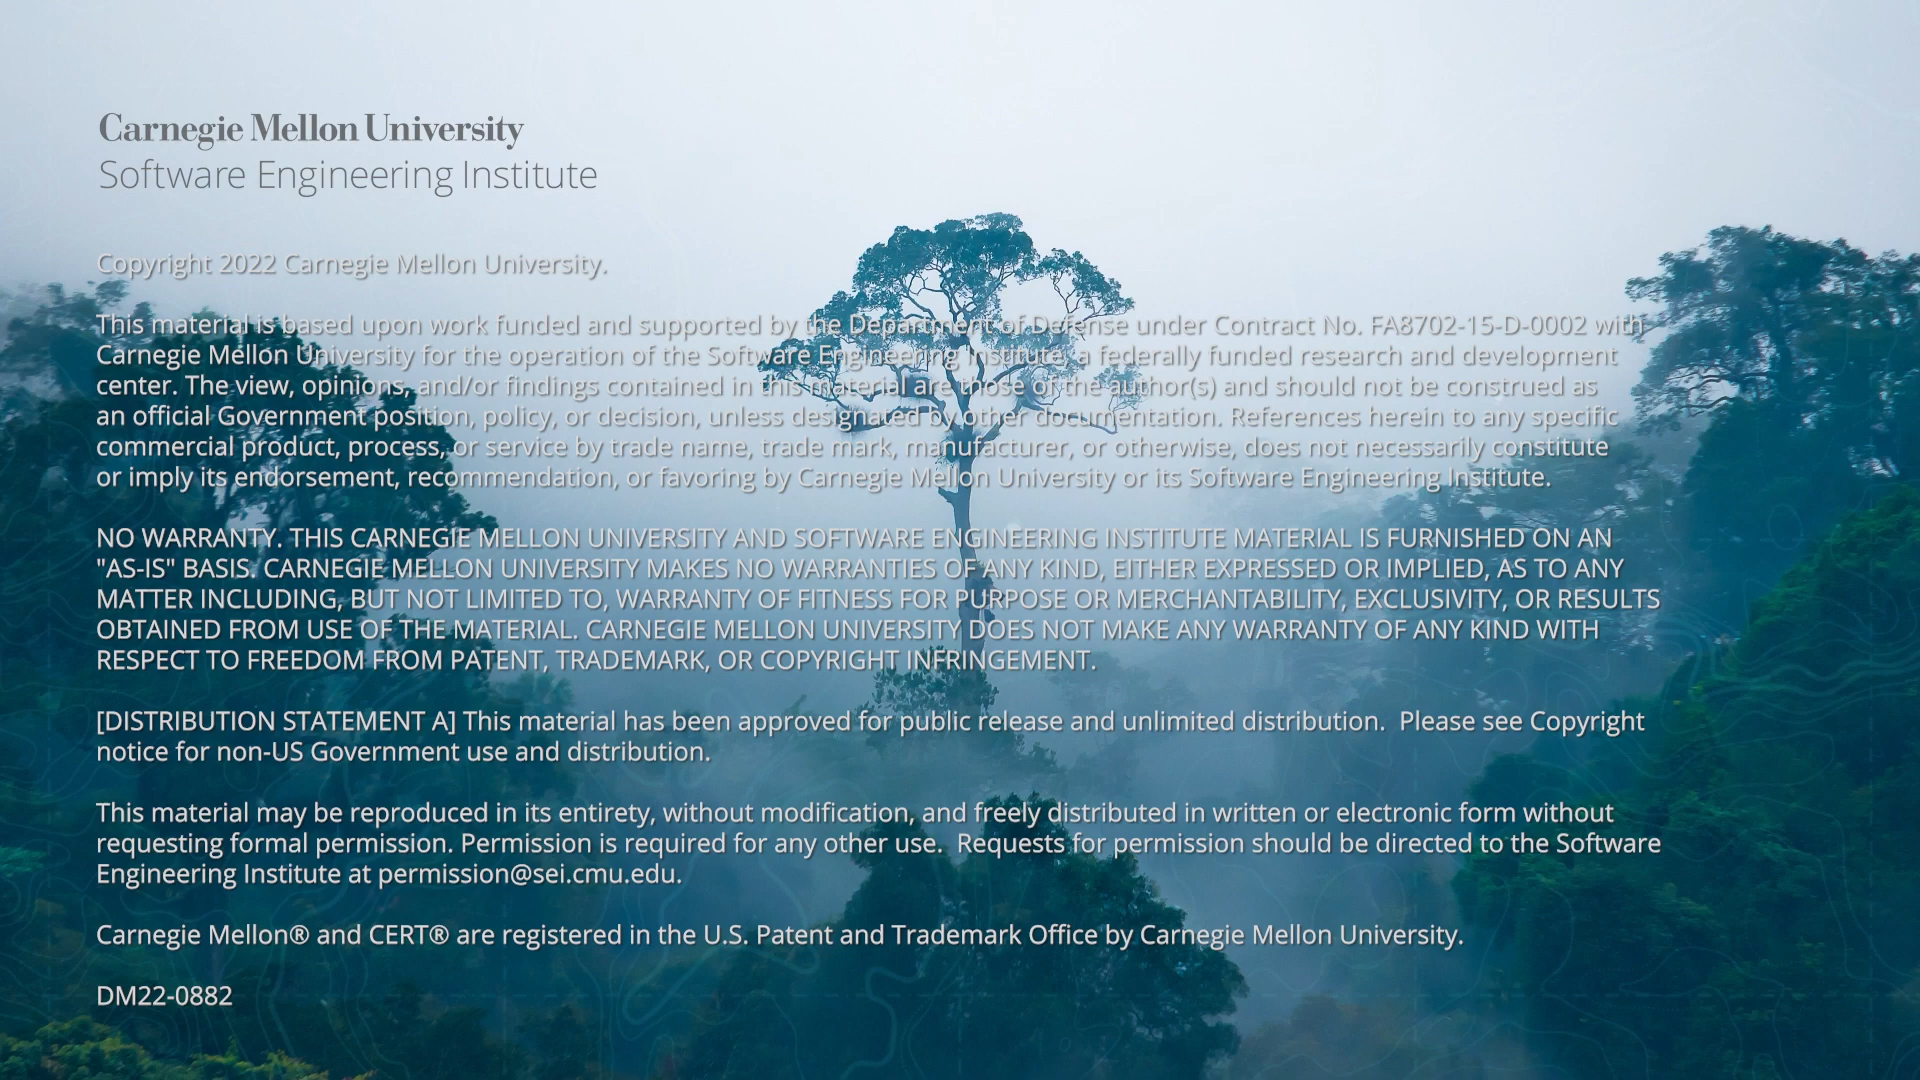 Carnegie Mellon University
Software Engineering Institute
Copyright 2022 Carnegie Mellon University.
This material is based upon work funded and supported by the Department of Defense under Contract No. FA8702-15-D-0002 with
Carnegie Mellon University for the operation of the Software Engineering Institute, a federally funded research and development
center. The view, opinions, and/or findings contained in this material are those of the author(s) and should not be construed as
an official Government position, policy, or decision, unless designated by other documentation. References herein to any specific
commercial product, process, or service by trade name, trade mark, manufacturer, or otherwise, does not necessarily constitute
or imply its endorsement, recommendation, or favoring by Carnegie Mellon University or its Software Engineering Institute.
NO WARRANTY. THIS CARNEGIE MELLON UNIVERSITY AND SOFTWARE ENGINEERING INSTITUTE MATERIAL IS FURNISHED ON AN
"AS-IS" BASIS. CARNEGIE MELLON UNIVERSITY MAKES NO WARRANTIES OF ANY KIND, EITHER EXPRESSED OR IMPLIED, AS TO ANY
MATTER INCLUDING, BUT NOT LIMITED TO, WARRANTY OF FITNESS FOR PURPOSE OR MERCHANTABILITY, EXCLUSIVITY, OR RESULTS
OBTAINED FROM USE OF THE MATERIAL. CARNEGIE MELLON UNIVERSITY DOES NOT MAKE ANY WARRANTY OF ANY KIND WITH
RESPECT TO FREEDOM FROM PATENT, TRADEMARK, OR COPYRIGHT INFRINGEMENT.
[DISTRIBUTION STATEMENT A] This material has been approved for public release and unlimited distribution.  Please see Copyright
notice for non-US Government use and distribution.
This material may be reproduced in its entirety, without modification, and freely distributed in written or electronic form without
requesting formal permission. Permission is required for any other use.  Requests for permission should be directed to the Software
Engineering Institute at permission@sei.cmu.edu.
Carnegie Mellon® and CERT® are registered in the U.S. Patent and Trademark Office by Carnegie Mellon University.
DM22-0882